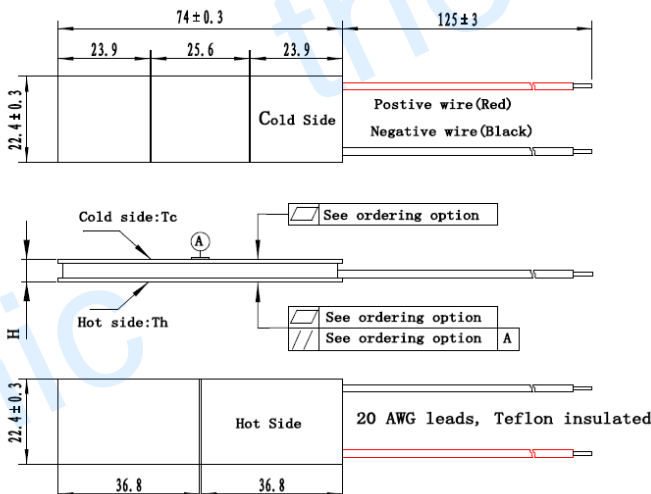 74±0.3
125±3
23.9
25.6
23.9
22.4±0.3
Cold Side
Postive wire(Red)
Negative wire(Black)
Cold side:Tc
A
See ordering option
H
Hot side:Th
See ordering option
See ordering option
A
22.4±0.3
Hot Side
20 AWG leads, Teflon insulated
36.8
36.8